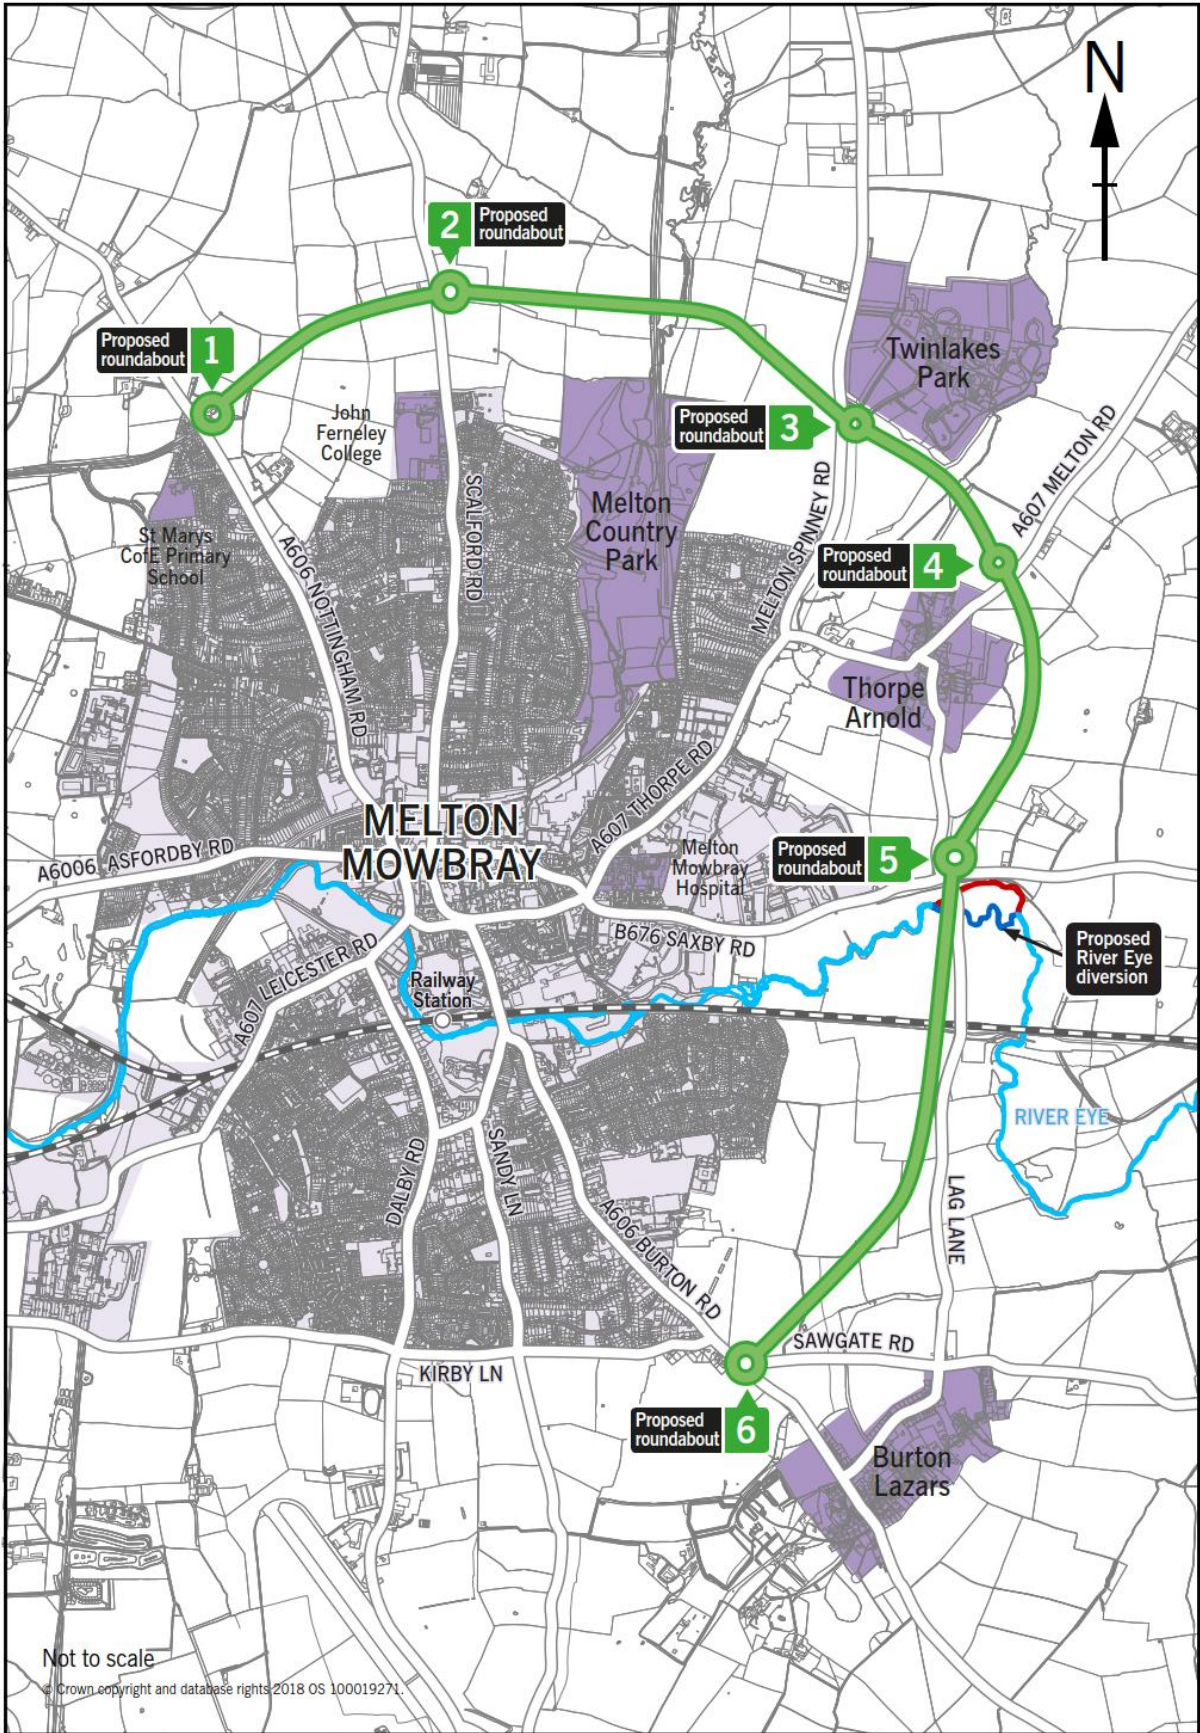 N
2
Proposed
roundabout
Proposed
roundabout
1
Twinlakes
Park
John
Ferneley
College
Proposed
roundabout
3
A607 MELTON RD
SCALFORD RD
MELTON SPINNEY RD
Melton
Country
Park
St Marys
CofE Primary
School
A606 NOTTINGHAM RD
Proposed
roundabout
4
Thorpe
Arnold
A607 THORPE RD
MELTON
MOWBRAY
A6006 ASFORDBY RD
Melton
Mowbray
Hospital
Proposed
roundabout
5
B676 SAXBY RD
Proposed
River Eye
diversion
A607 LEICESTER RD
Railway
Station
RIVER EYE
DALBY RD
SANDY LN
A606 BURTON RD
LAG LANE
SAWGATE RD
KIRBY LN
Proposed
roundabout
6
Burton
Lazars
Not to scale
© Crown copyright and database rights 2018 OS 100019271.